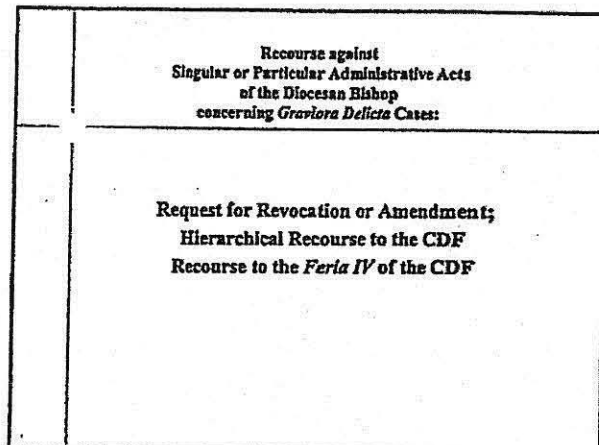 Recourse against
Singular or Particular Administrative Acts
of the Diocesan Bishop
concerning Graviora Delicta Cases:
Request for Revocation or Amendment;
Hierarchical Recourse to the CDF
Recourse to the Feria IV of the CDF